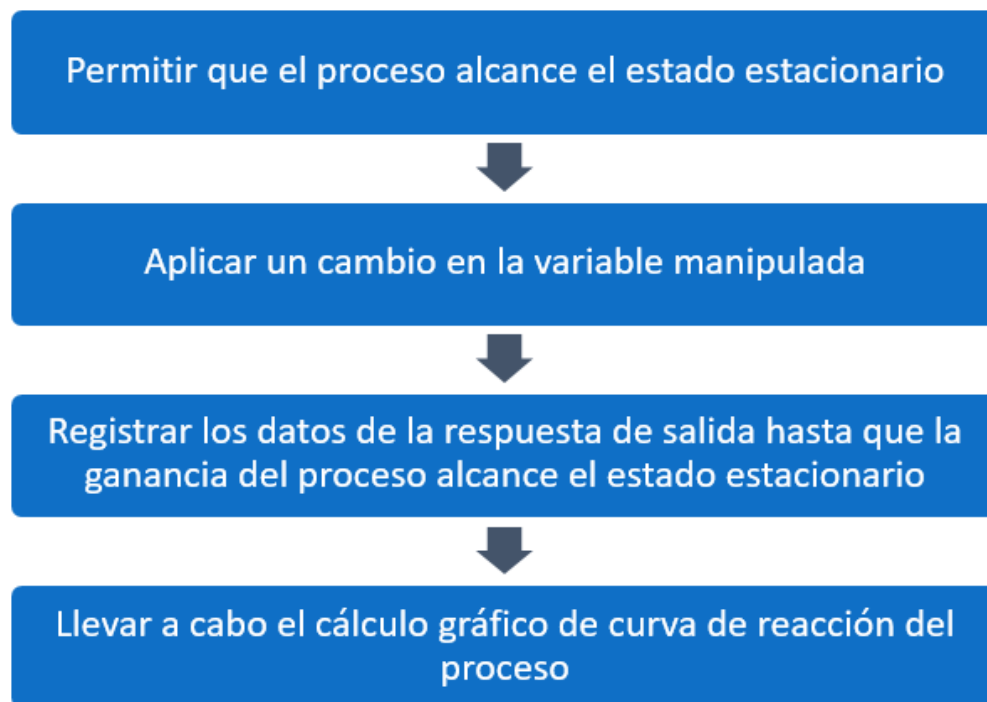 Permitir que el proceso alcance el estado estacionario
Aplicar un cambio en la variable manipulada
Registrar los datos de la respuesta de salida hasta que la
ganancia del proceso alcance el estado estacionario
Llevar a cabo el cálculo gráfico de curva de reacción del
proceso